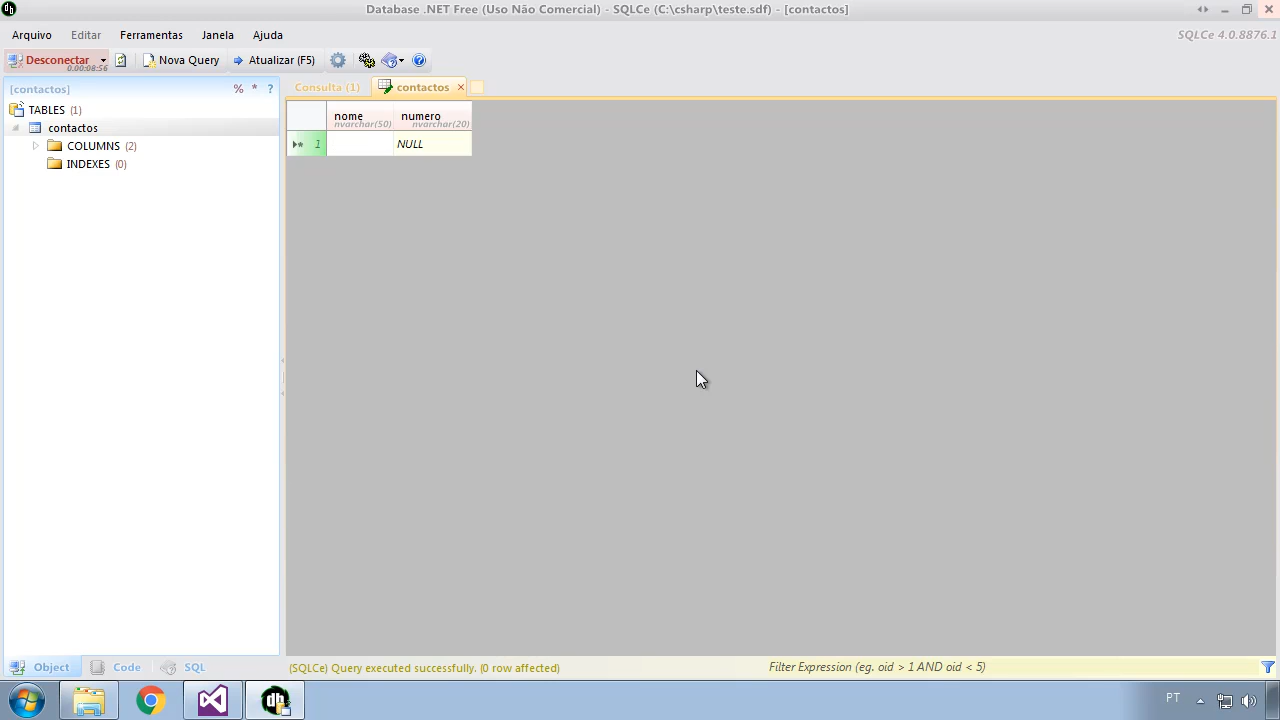 Database .NET Free (Uso Não Comercial) - SQLCe (C:\csharp\teste.sdf) - [contactos]
Arquivo Editar Ferramentas Janela Ajuda
SQLCe 4.0.8876.1
Desconectar 0:00:08:56 Nova Query Atualizar (F5)
[contactos] % * ?
Consulta (1) contactos
TABLES (1)
contactos
COLUMNS (2)
INDEXES (0)
nome numero
nvarchar(50) nvarchar(20)
1 NULL
Object Code SQL
(SQLCe) Query executed successfully. (0 row affected)
Filter Expression (eg. oid > 1 AND oid < 5)
PT